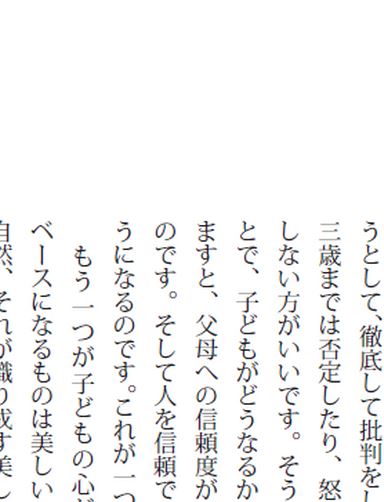 うとして、徹底して批判を
三歳までは否定したり、怒
しない方がいいです。そう
とで、子どもがどうなるか
ますと、父母への信頼度が
のです。そして人を信頼で
うになるのです。これが一つ
もう一つが子どもの心
ベースになるものは美しい
自然、それが織り成す美